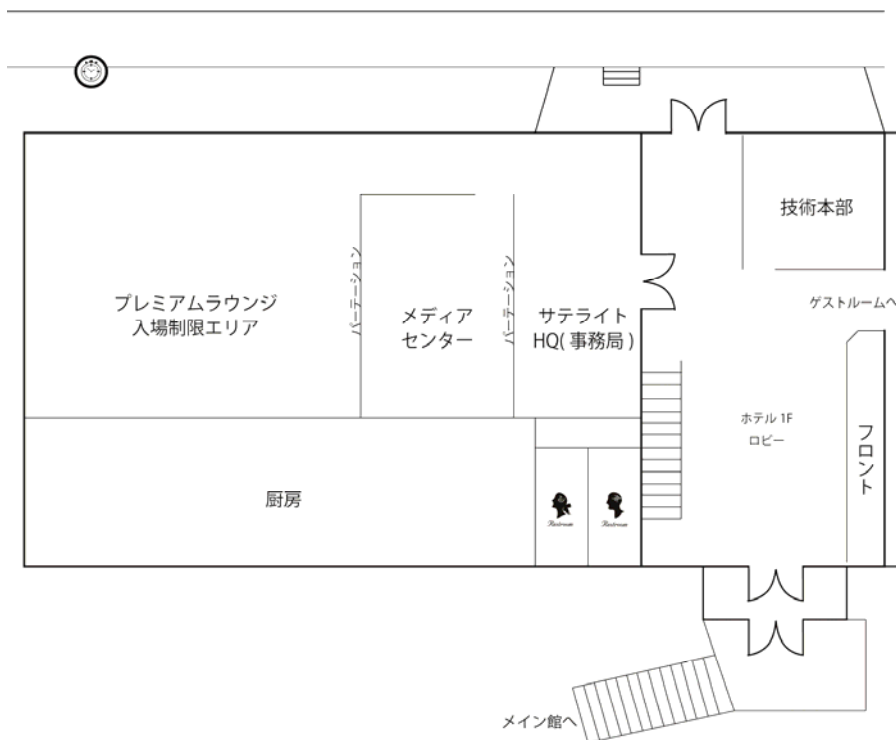 技術本部
パーテーション
パーテーション
プレミアムラウンジ
入場制限エリア
メディア
センター
サテライト
HQ( 事務局 )
ゲストルームへ
ホテル 1F
ロビー
フロント
厨房
Restroom
Restroom
メイン館へ